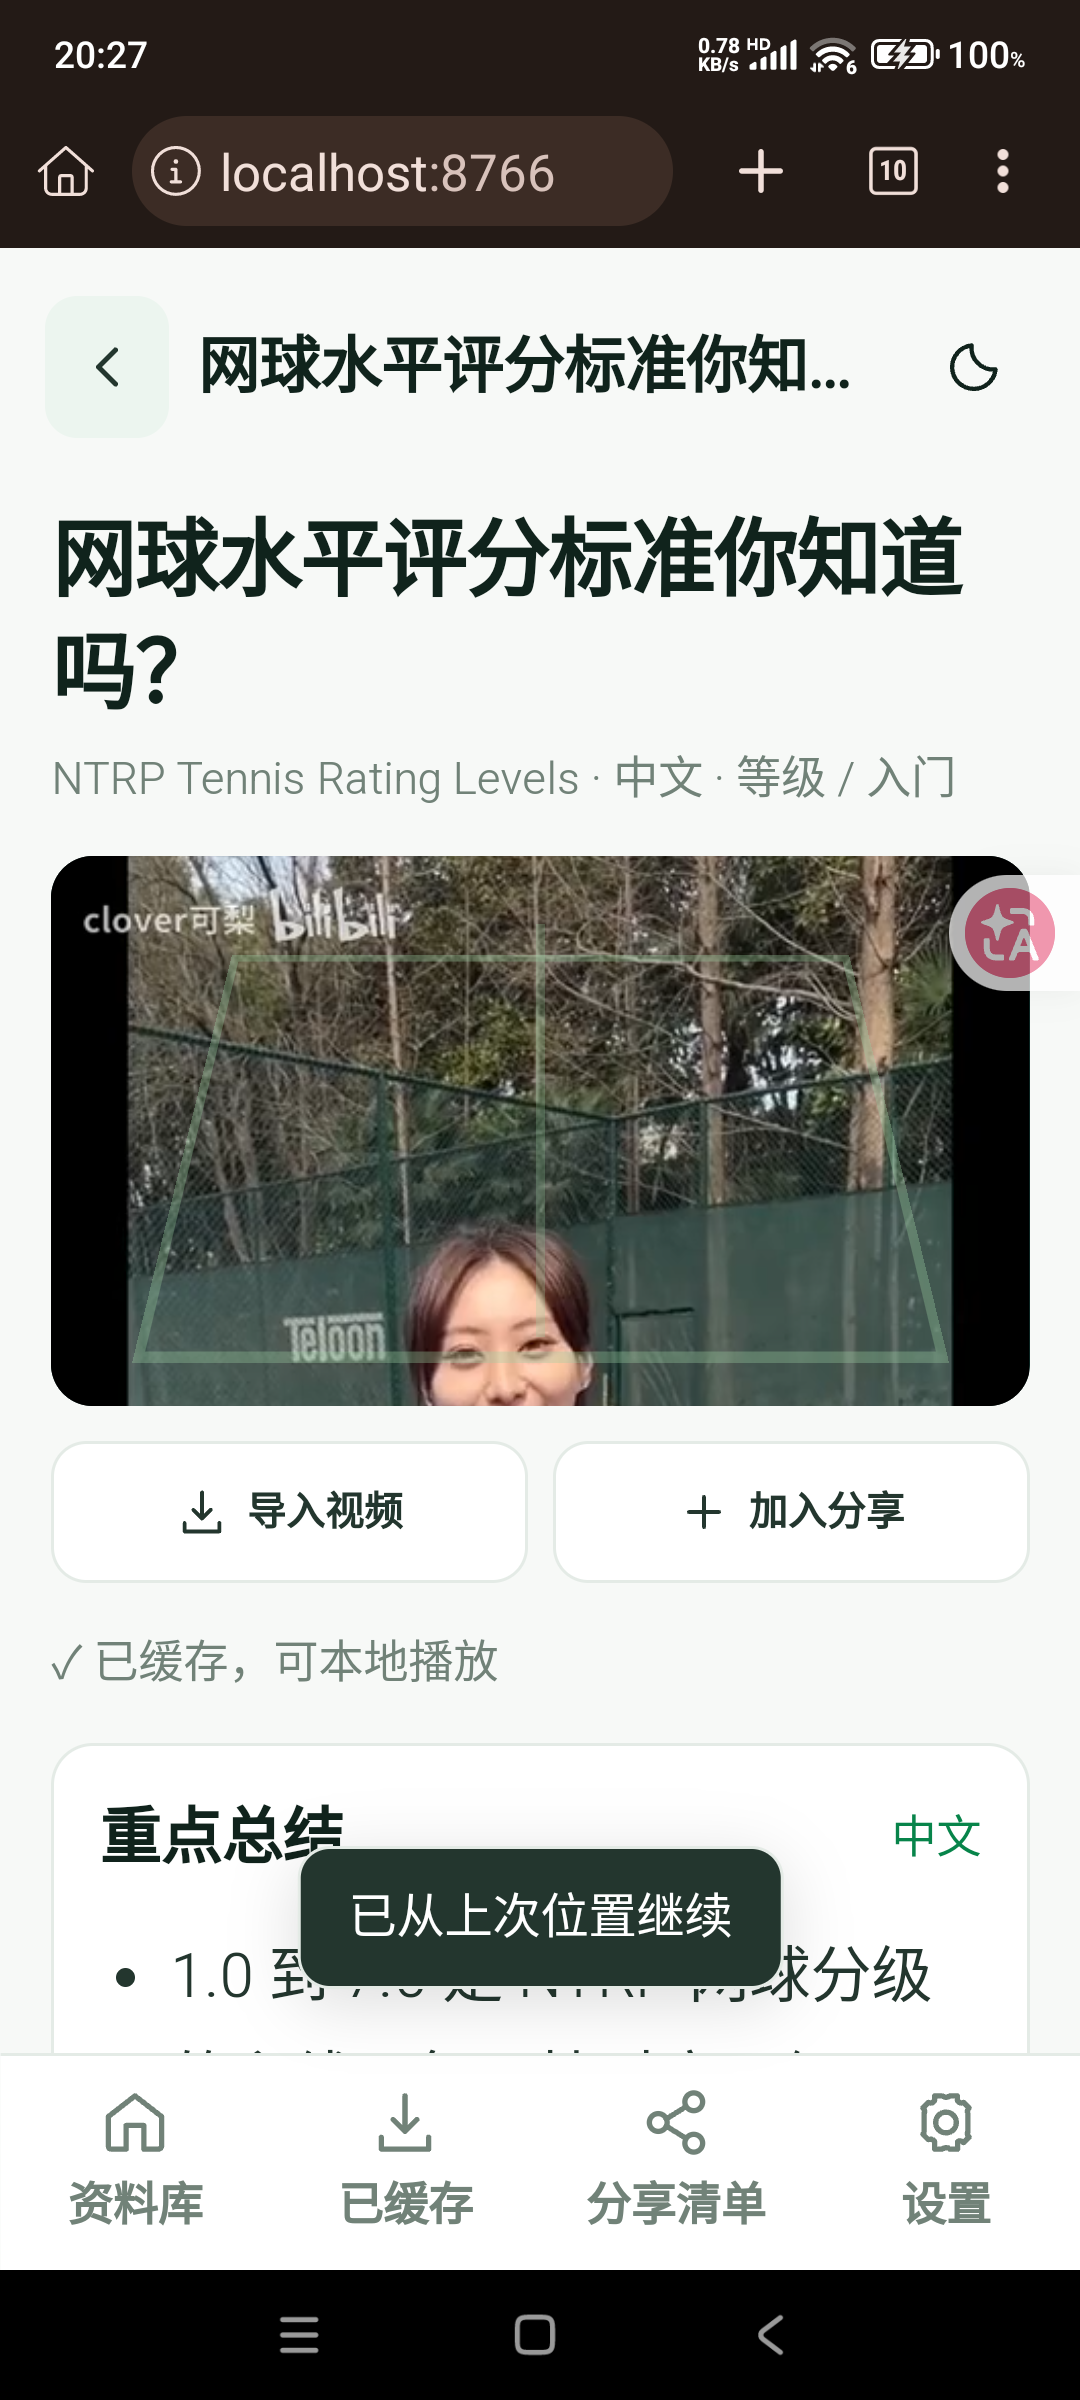 20:27
0.78 KB/s HD 6 100%
localhost:8766
10
网球水平评分标准你知...
网球水平评分标准你知道
吗？
NTRP Tennis Rating Levels · 中文 · 等级 / 入门
clover可梨 bilibili
A
Teloon
导入视频
加入分享
✓ 已缓存，可本地播放
重点总结
中文
已从上次位置继续
• 1.0 到 球分级
资料库
已缓存
分享清单
设置